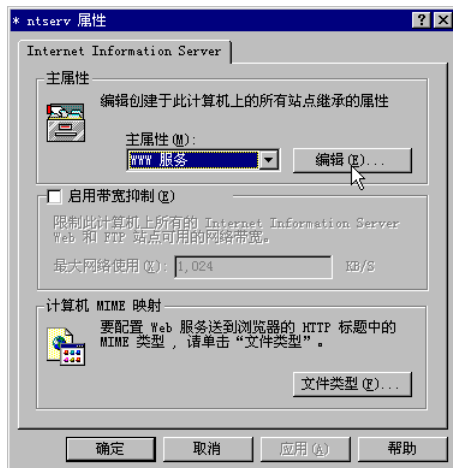 * ntserv 属性
Internet Information Server
主属性
编辑创建于此计算机上的所有站点继承的属性
主属性(M):
WWW 服务
编辑(E)...
启用带宽抑制(E)
限制此计算机上所有的 Internet Information Server
Web 和 FTP 站点可用的网络带宽。
最大网络使用(X): 1,024 KB/S
计算机 MIME 映射
要配置 Web 服务送到浏览器的 HTTP 标题中的
MIME 类型 , 请单击“文件类型”。
文件类型(F)...
确定 取消 应用(A) 帮助